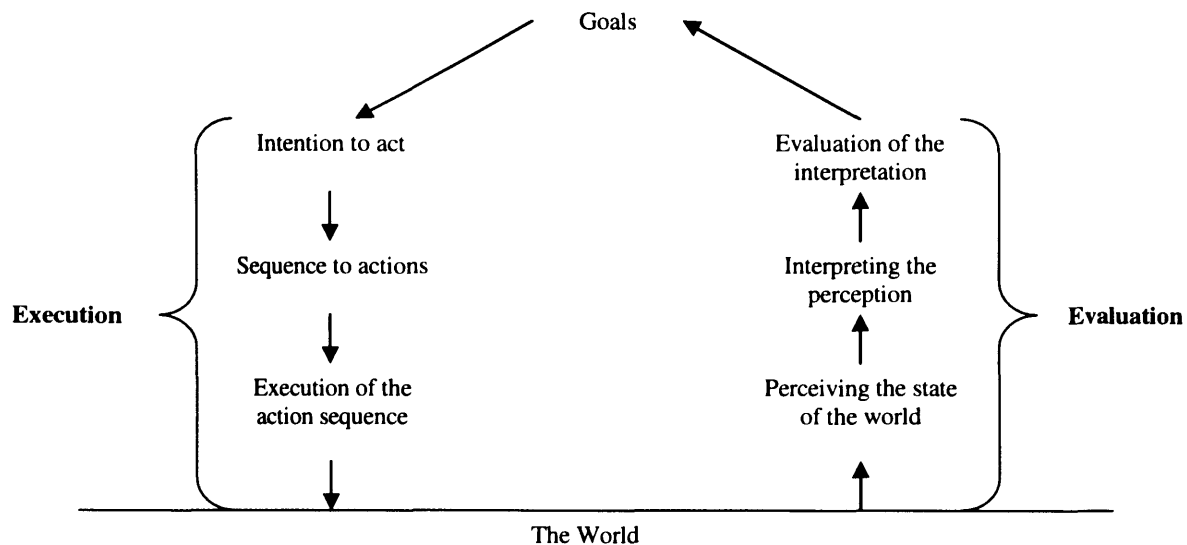 Goals
Intention to act
Sequence to actions
Execution of the
action sequence
Execution
Evaluation of the
interpretation
Interpreting the
perception
Perceiving the state
of the world
Evaluation
The World